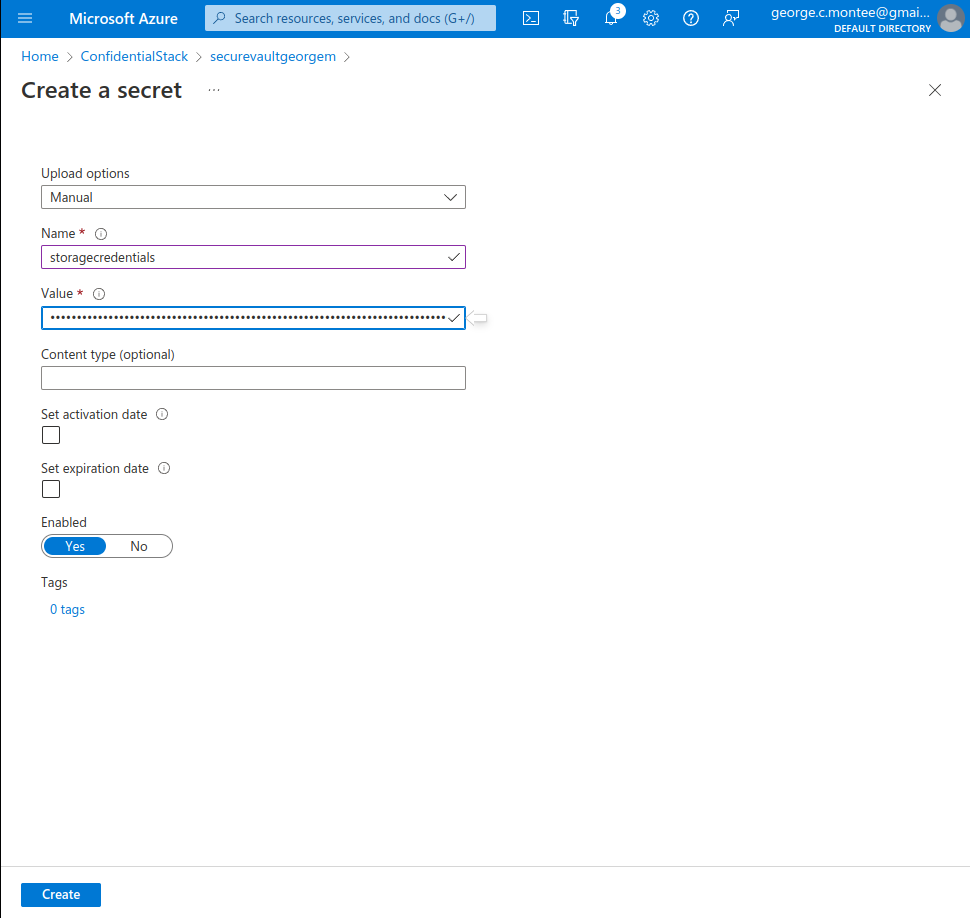 Microsoft Azure
Search resources, services, and docs (G+/)
3
george.c.montee@gmai...
DEFAULT DIRECTORY
Home > ConfidentialStack > securevaultgeorgem >
Create a secret ...
Upload options
Manual
Name *
storagecredentials
Value *
••••••••••••••••••••••••••••••••••••••••••••••••••••••••••••••••••••••••••
Content type (optional)
Set activation date
Set expiration date
Enabled
Yes No
Tags
0 tags
Create